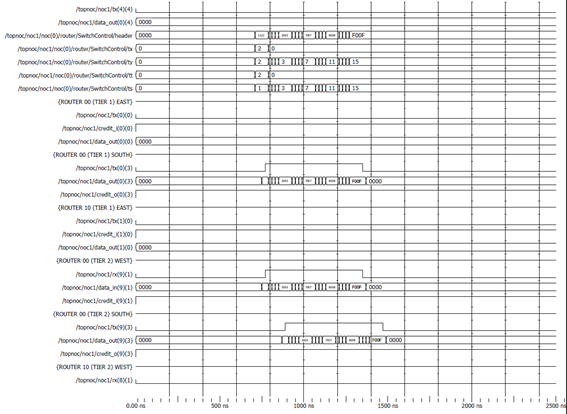 /topnoc/noc1/tx(4)(4)
/topnoc/noc1/data_out(0)(4) 0000
/topnoc/noc1/noc(0)/router/SwitchControl/header 0000 F00F
/topnoc/noc1/noc(0)/router/SwitchControl/tx 0 2 0
/topnoc/noc1/noc(0)/router/SwitchControl/ty 0 2 3 7 11 15
/topnoc/noc1/noc(0)/router/SwitchControl/tt 0 2 0
/topnoc/noc1/noc(0)/router/SwitchControl/ts 0 1 3 7 11 15
{ROUTER 00 (TIER 1) EAST}
/topnoc/noc1/tx(0)(0)
/topnoc/noc1/credit_i(0)(0)
/topnoc/noc1/data_out(0)(0) 0000
{ROUTER 00 (TIER 1) SOUTH}
/topnoc/noc1/tx(0)(3)
/topnoc/noc1/data_out(0)(3) 0000 F00F 0000
/topnoc/noc1/credit_o(0)(3)
{ROUTER 10 (TIER 1) EAST}
/topnoc/noc1/tx(1)(0)
/topnoc/noc1/credit_i(1)(0)
/topnoc/noc1/data_out(1)(0) 0000
{ROUTER 00 (TIER 2) WEST}
/topnoc/noc1/rx(9)(1)
/topnoc/noc1/data_in(9)(1) 0000 F00F 0000
/topnoc/noc1/credit_i(9)(1)
{ROUTER 00 (TIER 2) SOUTH}
/topnoc/noc1/tx(9)(3)
/topnoc/noc1/data_out(9)(3) 0000 F00F 0000
/topnoc/noc1/credit_o(9)(3)
{ROUTER 10 (TIER 2) WEST}
/topnoc/noc1/rx(8)(1)
0.00 ns 500 ns 1000 ns 1500 ns 2000 ns 2500 ns